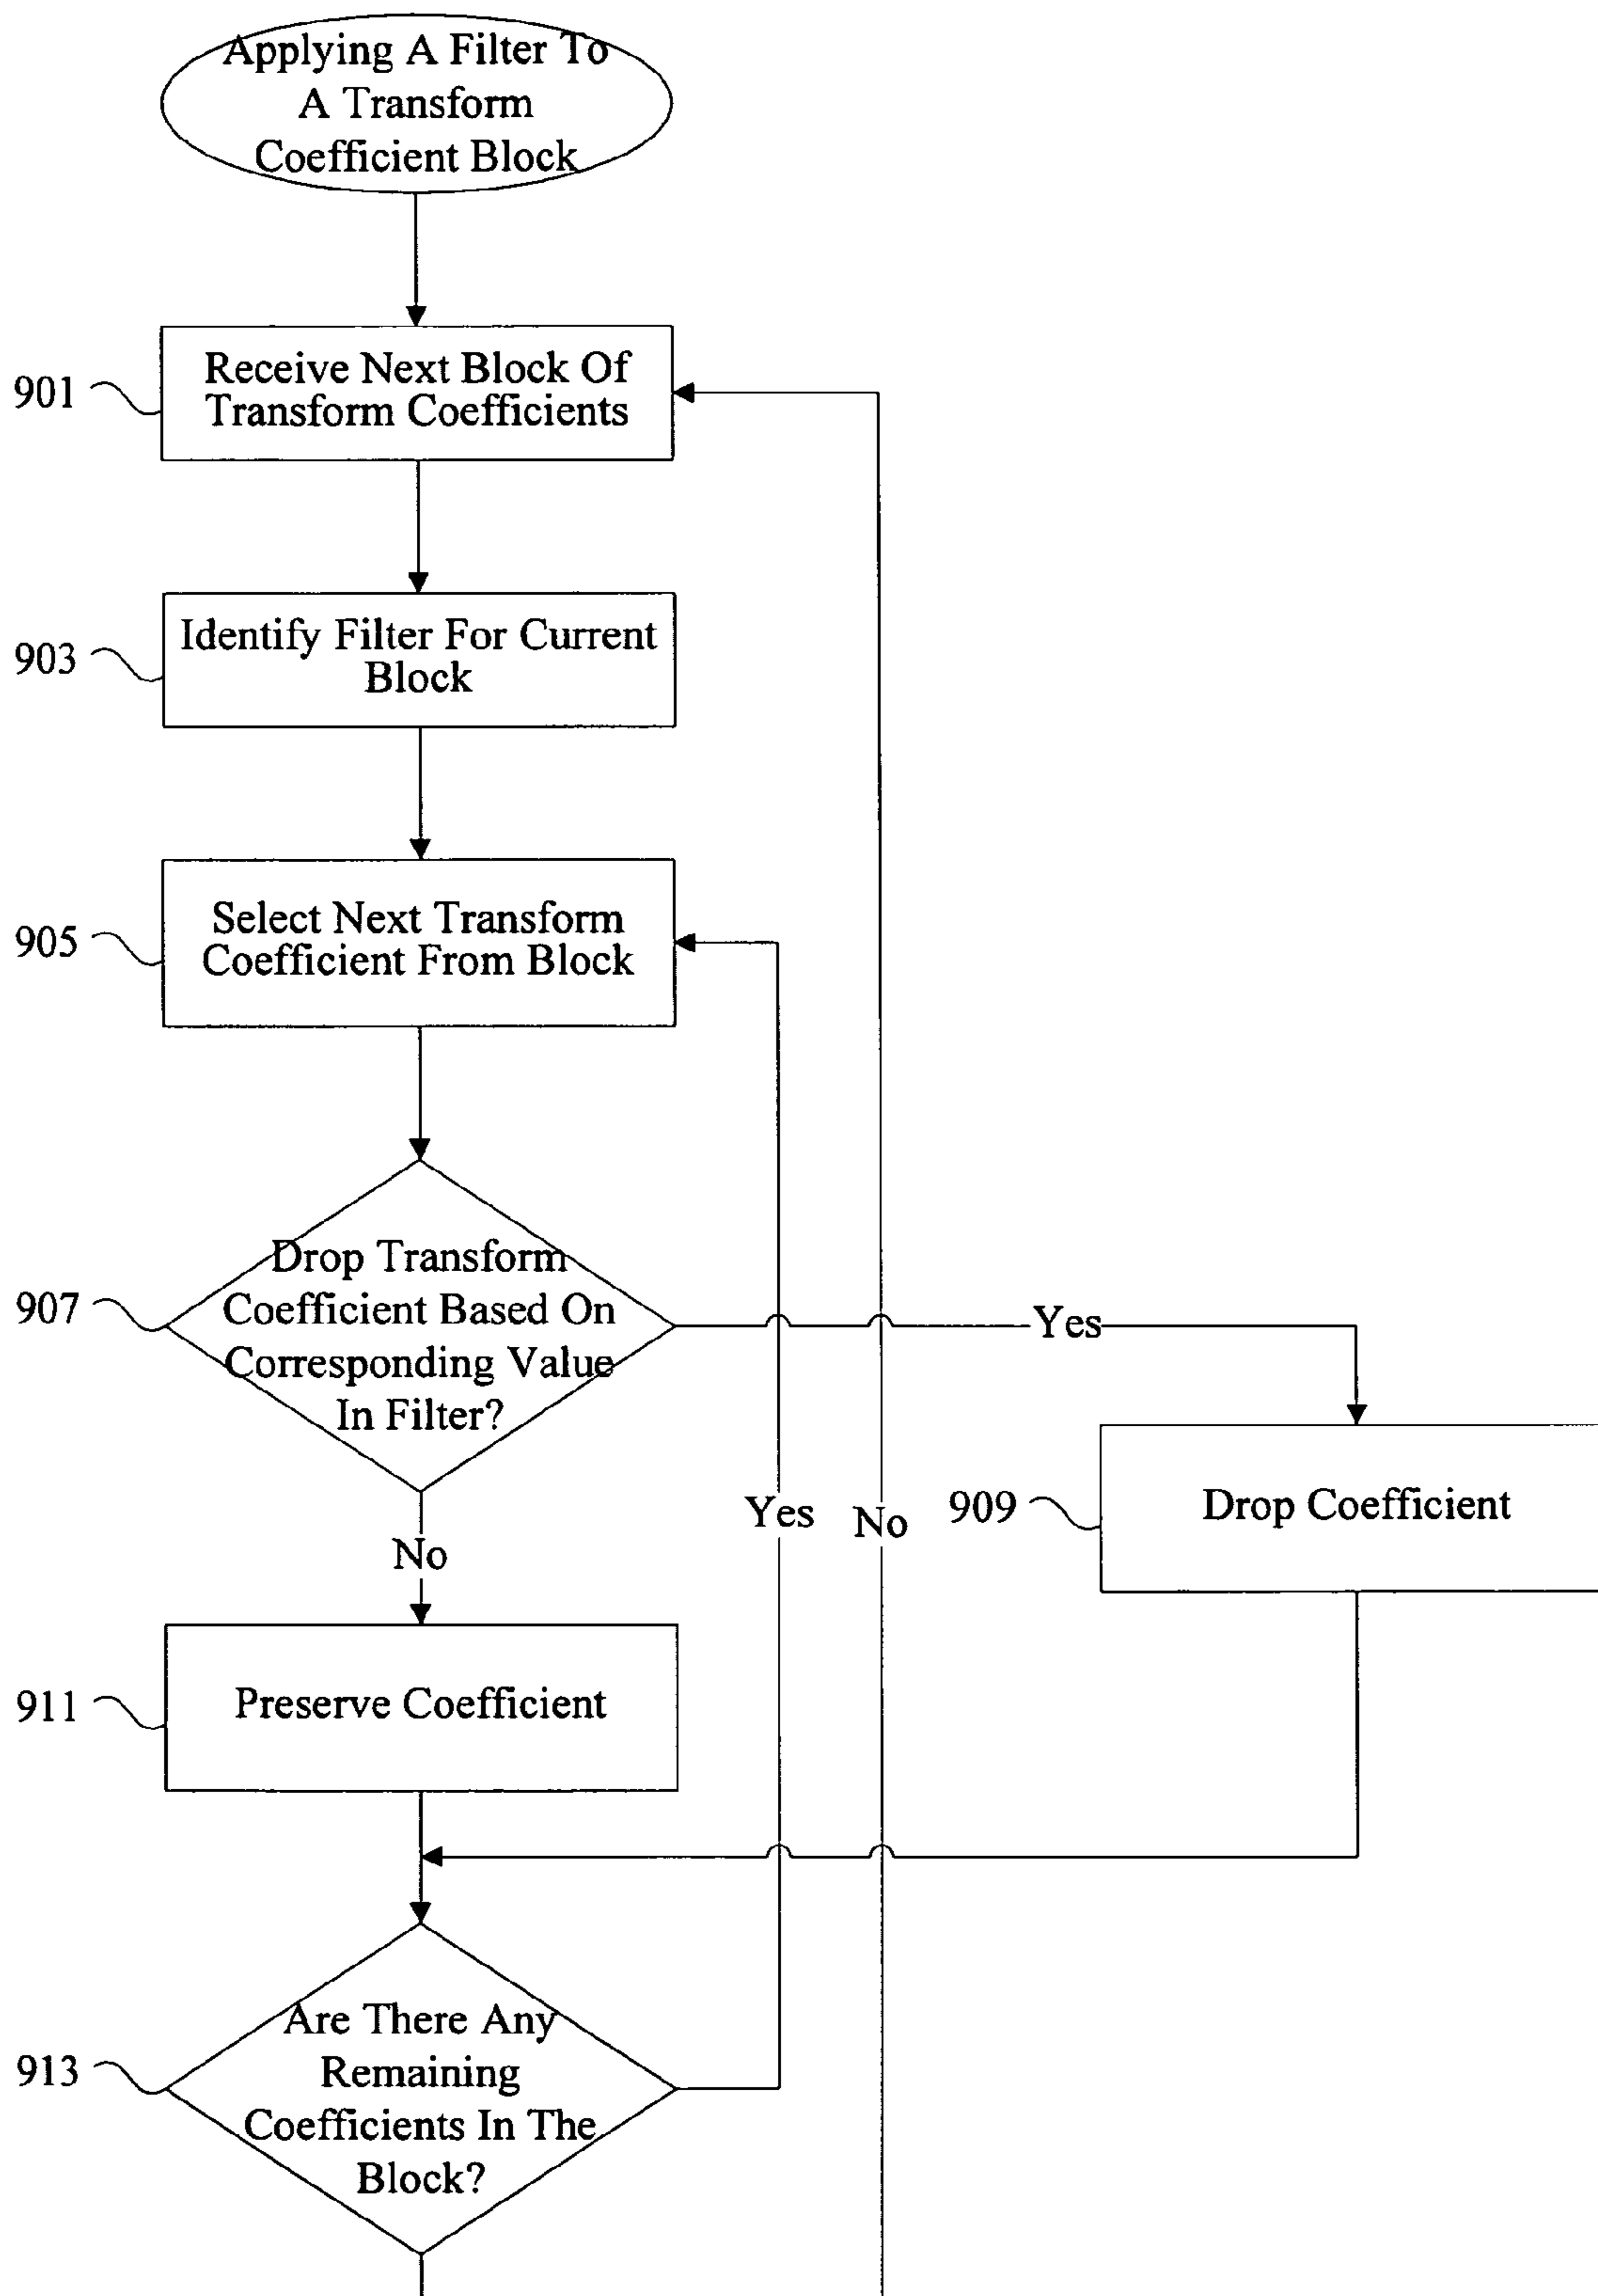 Applying A Filter To
A Transform
Coefficient Block
901
Receive Next Block Of
Transform Coefficients
903
Identify Filter For Current
Block
905
Select Next Transform
Coefficient From Block
907
Drop Transform
Coefficient Based On
Corresponding Value
In Filter?
Yes
No
Yes
No
909
Drop Coefficient
911
Preserve Coefficient
913
Are There Any
Remaining
Coefficients In The
Block?